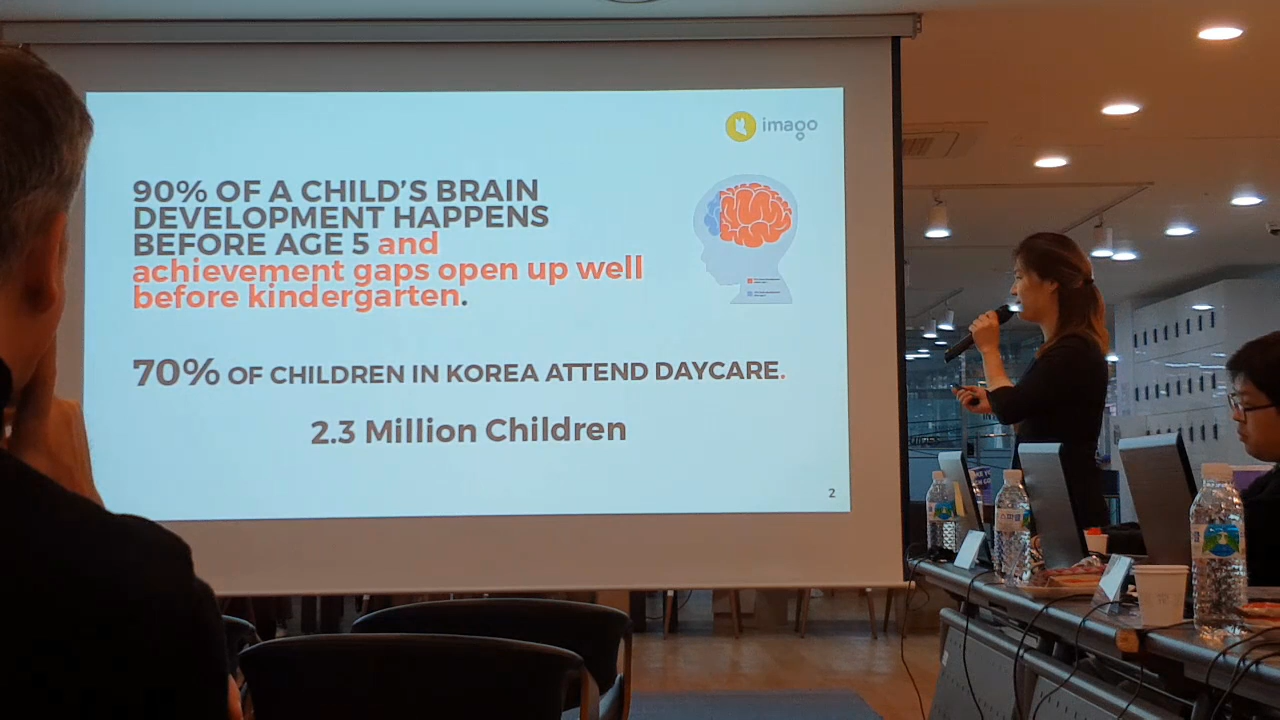 imago
90% OF A CHILD'S BRAIN
DEVELOPMENT HAPPENS
BEFORE AGE 5 and
achievement gaps open up well
before kindergarten.
70% OF CHILDREN IN KOREA ATTEND DAYCARE.
2.3 Million Children
2